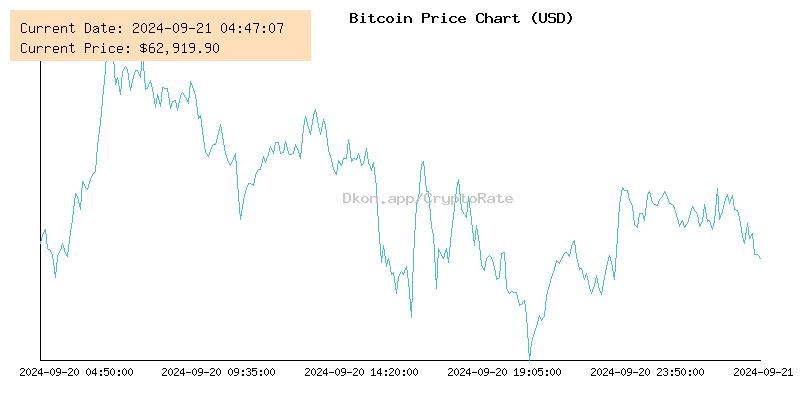 Bitcoin Price Chart (USD)
Current Date: 2024-09-21 04:47:07
Current Price: $62,919.90
Dkon.app/CryptoRate
2024-09-20 04:50:00 2024-09-20 09:35:00 2024-09-20 14:20:00 2024-09-20 19:05:00 2024-09-20 23:50:00 2024-09-21